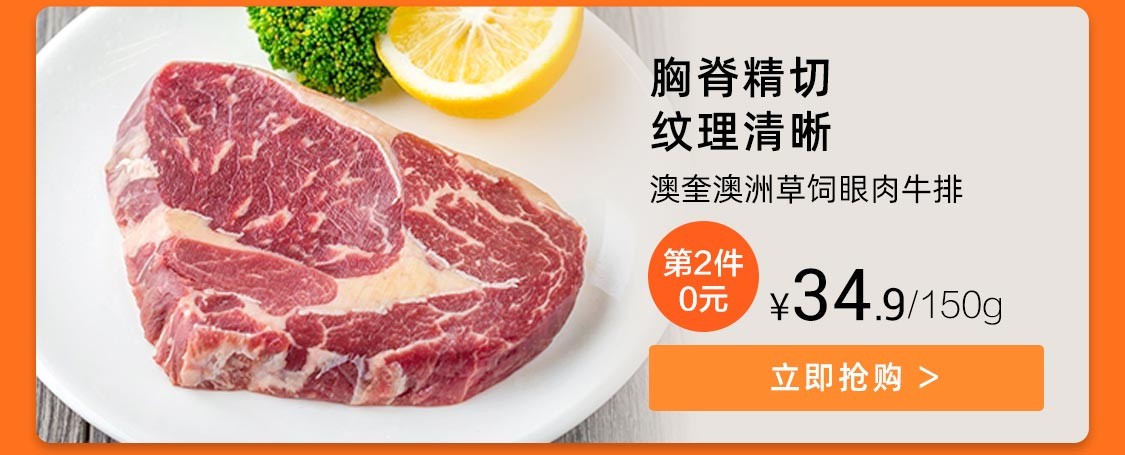 胸脊精切
纹理清晰
澳奎澳洲草饲眼肉牛排
第2件
0元
¥34.9/150g
立即抢购 >